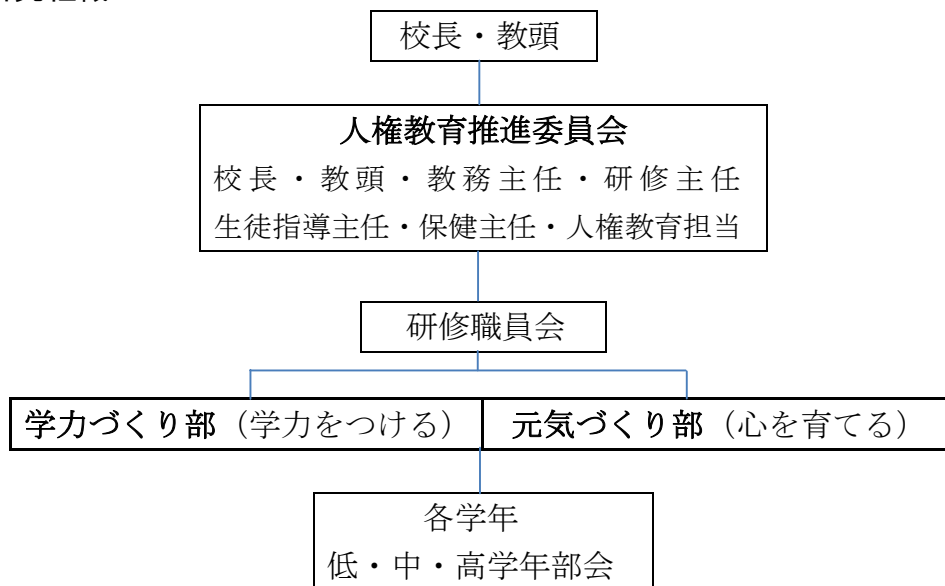 校長・教頭
人権教育推進委員会
校長・教頭・教務主任・研修主任
生徒指導主任・保健主任・人権教育担当
研修職員会
学力づくり部（学力をつける） 元気づくり部（心を育てる）
各学年
低・中・高学年部会